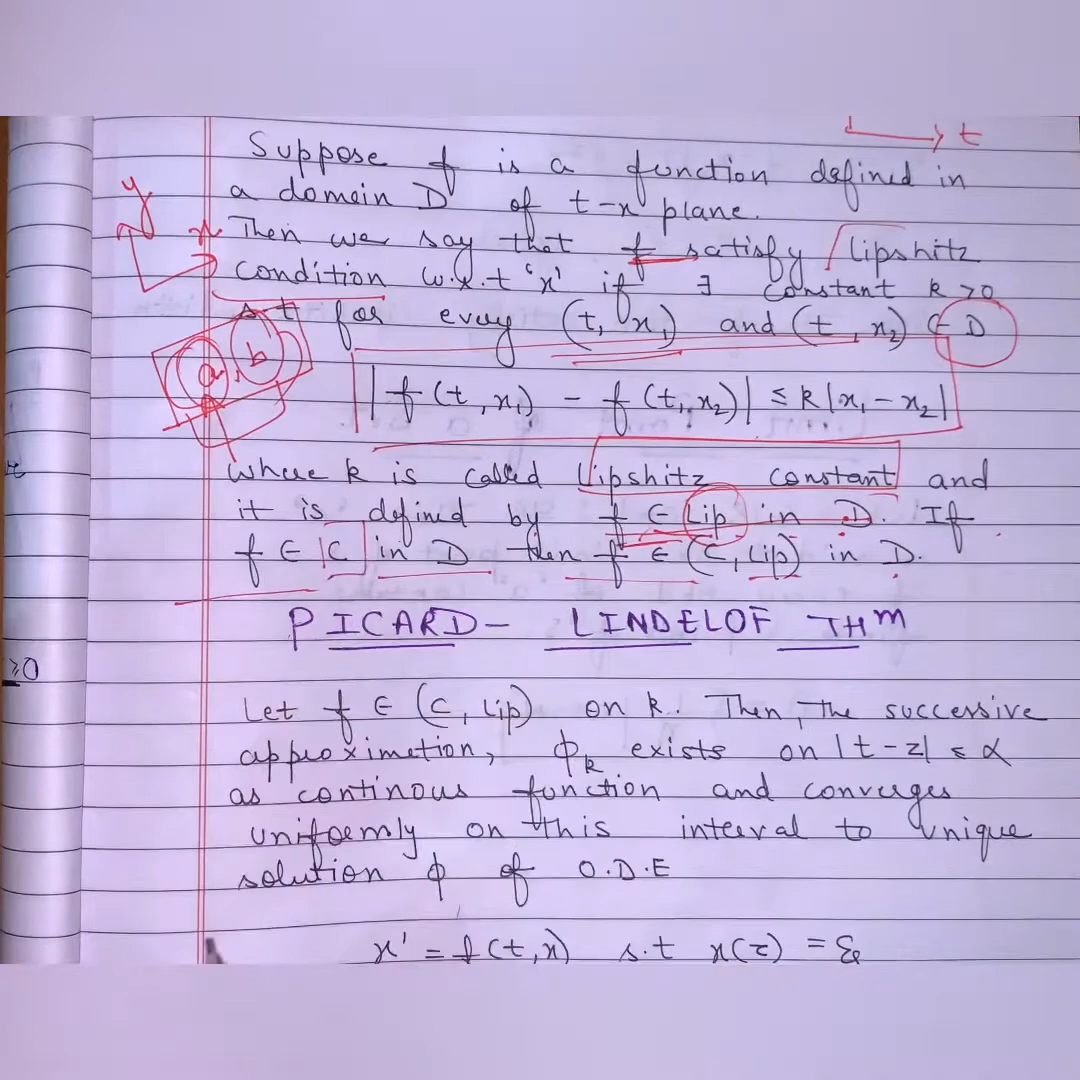 t
Suppose f is a function defined in
a domain D of t-x plane.
y
x
Then we say that f satisfy Lipshitz
condition w.r.t 'x' if ∃ constant k >0
s t for every (t, x₁) and (t, x₂) ∈ D
a b
|f(t, x₁) - f(t, x₂)| ≤ k|x₁ - x₂|
where k is called Lipshitz constant and
it is defined by f ∈ Lip in D. If
f ∈ C in D then f ∈ (C, Lip) in D.
PICARD- LINDELOF THM
≥0
Let f ∈ (C, Lip) on k. Then, the successive
approximation, ϕₖ exists on |t-τ| ≤ α
as continous function and converges
uniformly on this interval to unique
solution ϕ of O.D.E
x' = f(t,x) s.t x(τ) = ξ